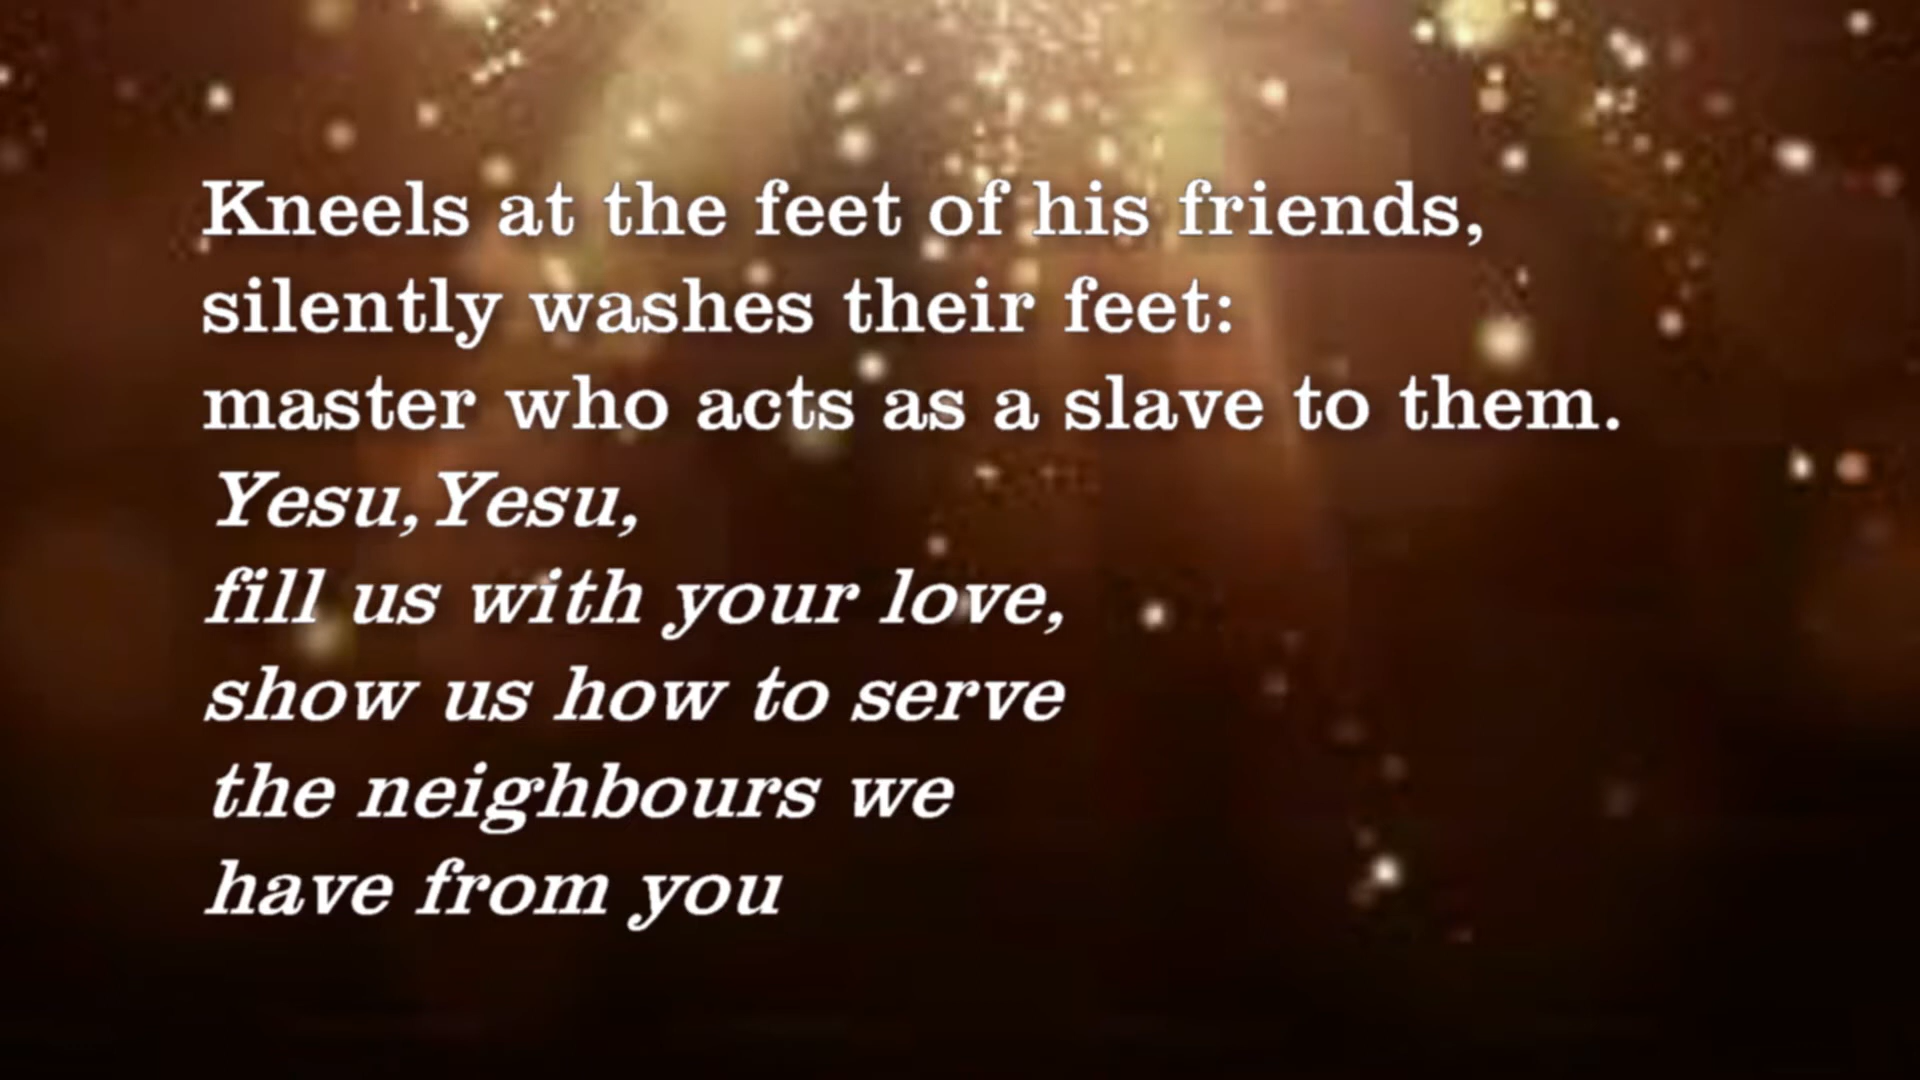 Kneels at the feet of his friends,
silently washes their feet:
master who acts as a slave to them.
Yesu, Yesu,
fill us with your love,
show us how to serve
the neighbours we
have from you